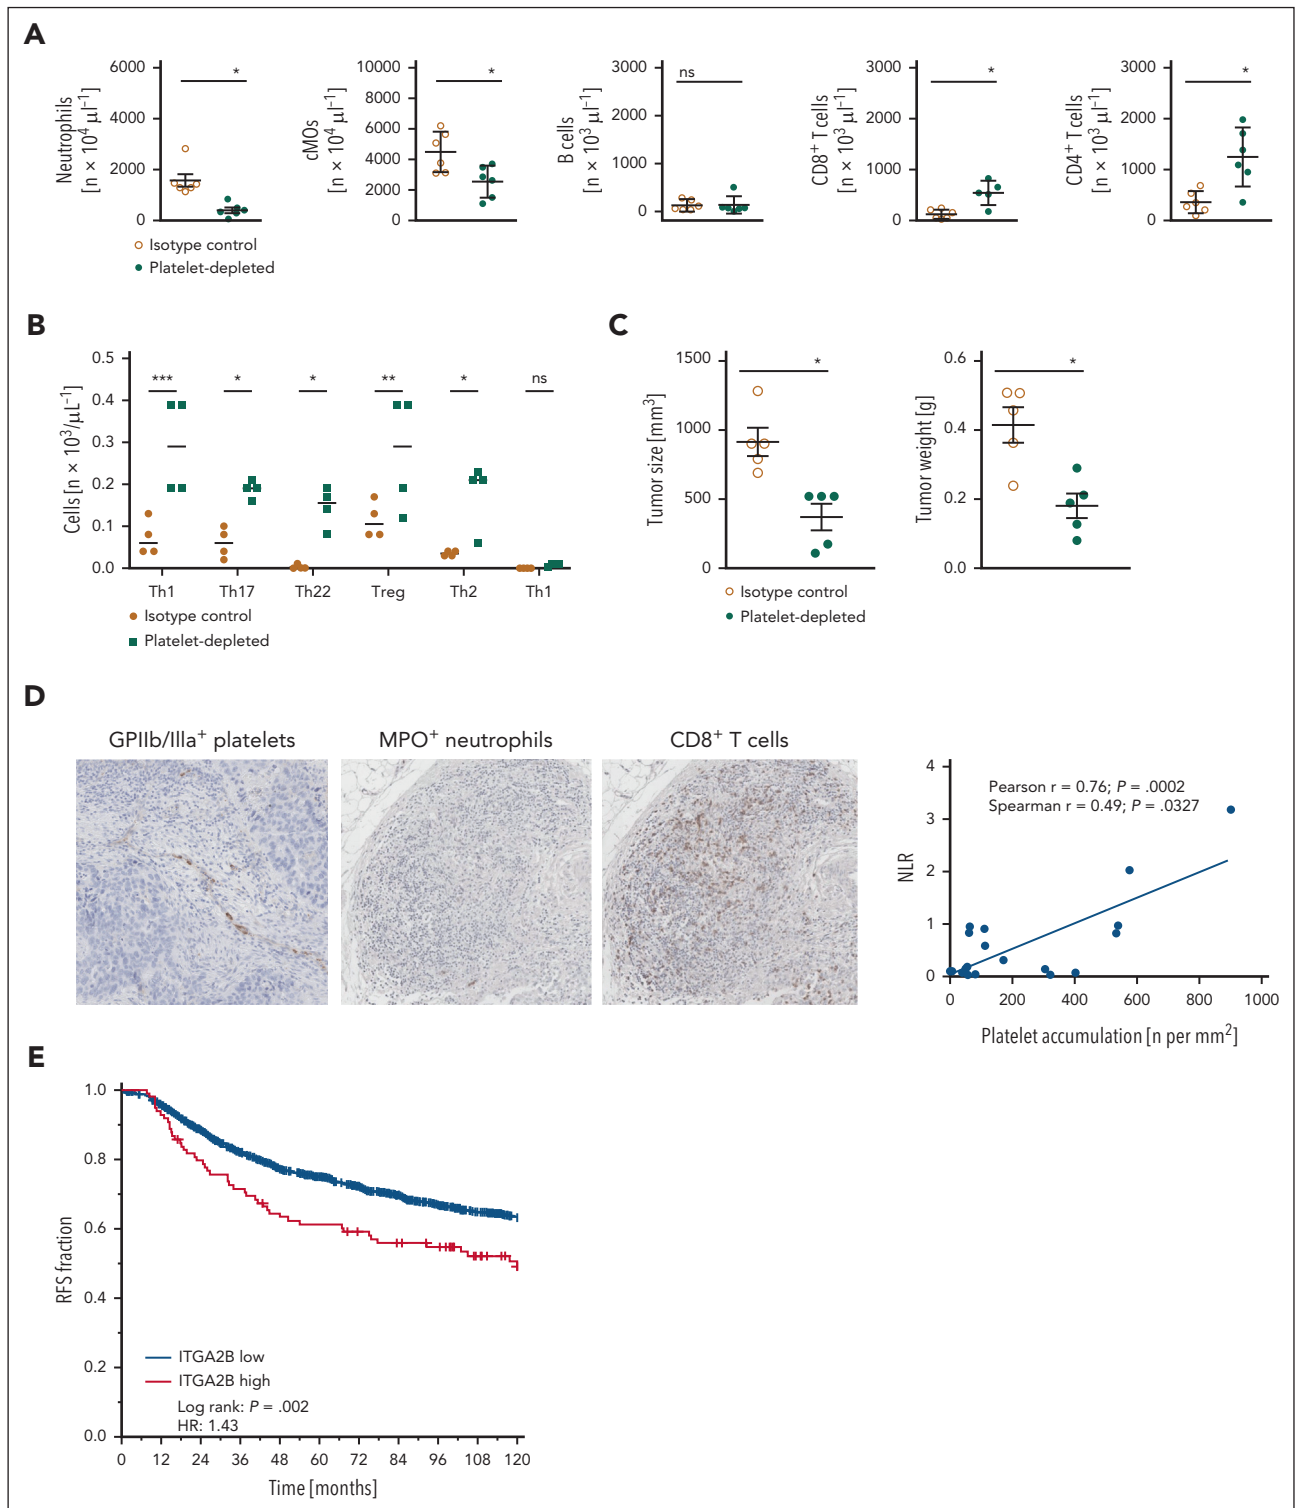 A
Neutrophils
[n × 10⁴ µl⁻¹]
6000
4000
2000
0
*
cMOs
[n × 10⁴ µl⁻¹]
10000
8000
6000
4000
2000
0
*
B cells
[n × 10³ µl⁻¹]
3000
2000
1000
0
ns
CD8⁺ T cells
[n × 10³ µl⁻¹]
3000
2000
1000
0
*
CD4⁺ T cells
[n × 10³ µl⁻¹]
3000
2000
1000
0
*
Isotype control
Platelet-depleted
B
Cells [n × 10³/µL⁻¹]
0.5
0.4
0.3
0.2
0.1
0.0
*** * * ** * ns
Th1 Th17 Th22 Treg Th2 Th1
Isotype control
Platelet-depleted
C
Tumor size [mm³]
1500
1000
500
0
*
Tumor weight [g]
0.6
0.4
0.2
0.0
*
Isotype control
Platelet-depleted
D
GPIIb/IIIa⁺ platelets
MPO⁺ neutrophils
CD8⁺ T cells
NLR
4
3
2
1
0
Pearson r = 0.76; P = .0002
Spearman r = 0.49; P = .0327
0 200 400 600 800 1000
Platelet accumulation [n per mm²]
E
RFS fraction
1.0
0.8
0.6
0.4
0.2
0.0
ITGA2B low
ITGA2B high
Log rank: P = .002
HR: 1.43
0 12 24 36 48 60 72 84 96 108 120
Time [months]